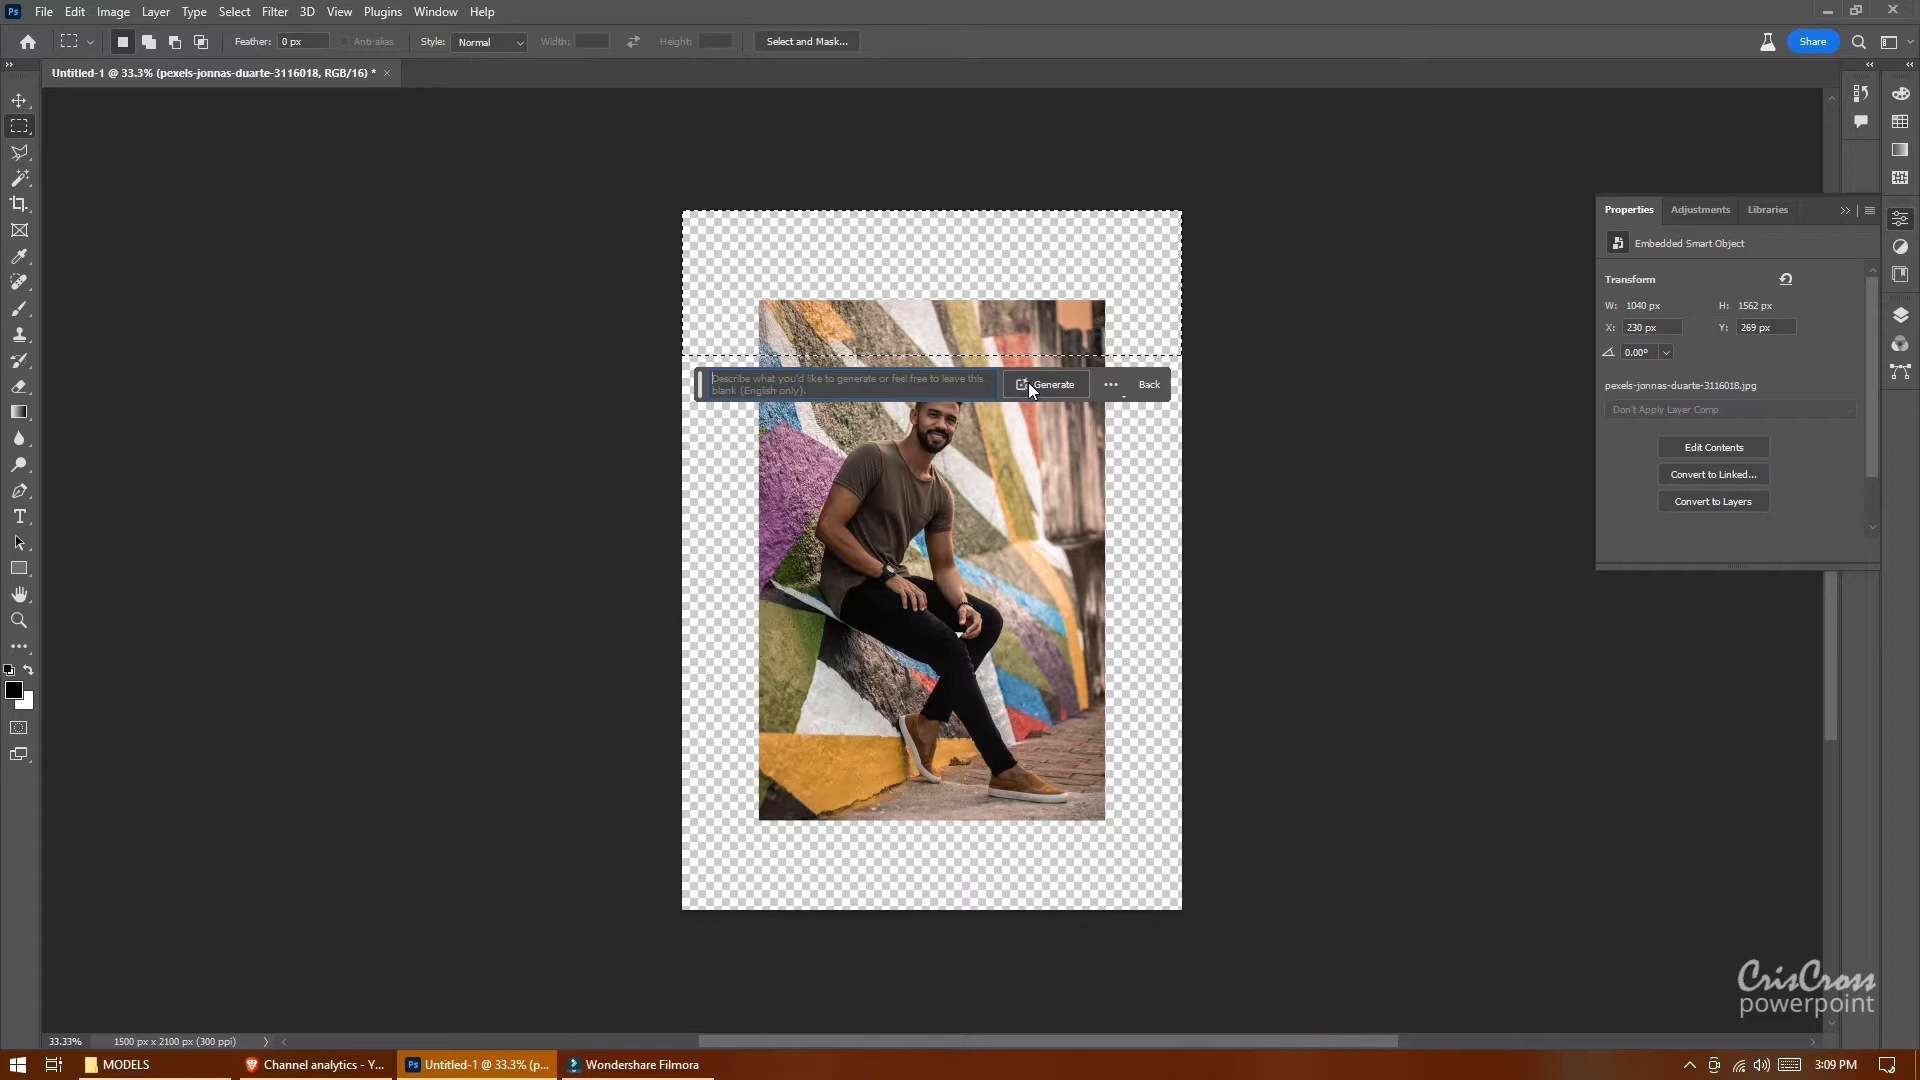 Ps File Edit Image Layer Type Select Filter 3D View Plugins Window Help
Feather: 0 px Anti-alias Style: Normal Width: Height: Select and Mask... Share
Untitled-1 @ 33.3% (pexels-jonnas-duarte-3116018, RGB/16) *
Properties Adjustments Libraries
Embedded Smart Object
Transform
W: 1040 px H: 1562 px
X: 230 px Y: 269 px
0.00°
pexels-jonnas-duarte-3116018.jpg
Don't Apply Layer Comp
Edit Contents
Convert to Linked...
Convert to Layers
Describe what you'd like to generate or feel free to leave this
blank (English only).
Generate
Back
CrisCross
powerpoint
33.33% 1500 px x 2100 px (300 ppi)
MODELS Channel analytics - Y... Ps Untitled-1 @ 33.3% (p... Wondershare Filmora 3:09 PM